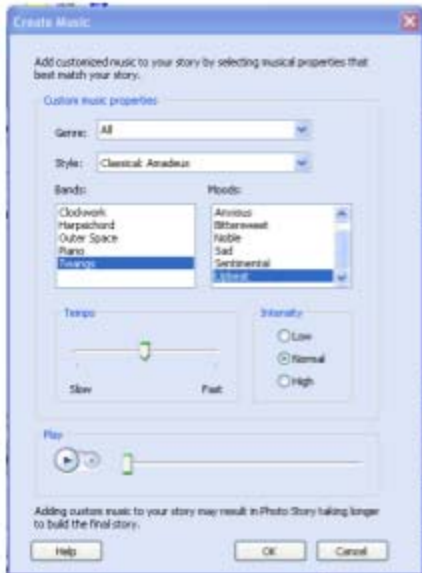 Create Music
Add customized music to your story by selecting musical properties that
best match your story.
Custom music properties
Genre: All
Style: Classical: Amadeus
Bands: Moods:
Clockwork Anxious
Harpsichord Bittersweet
Outer Space Noble
Piano Sad
Twangs Sentimental
Upbeat
Tempo Intensity
Low
Normal
High
Slow Fast
Play
Adding custom music to your story may result in Photo Story taking longer
to build the final story.
Help OK Cancel